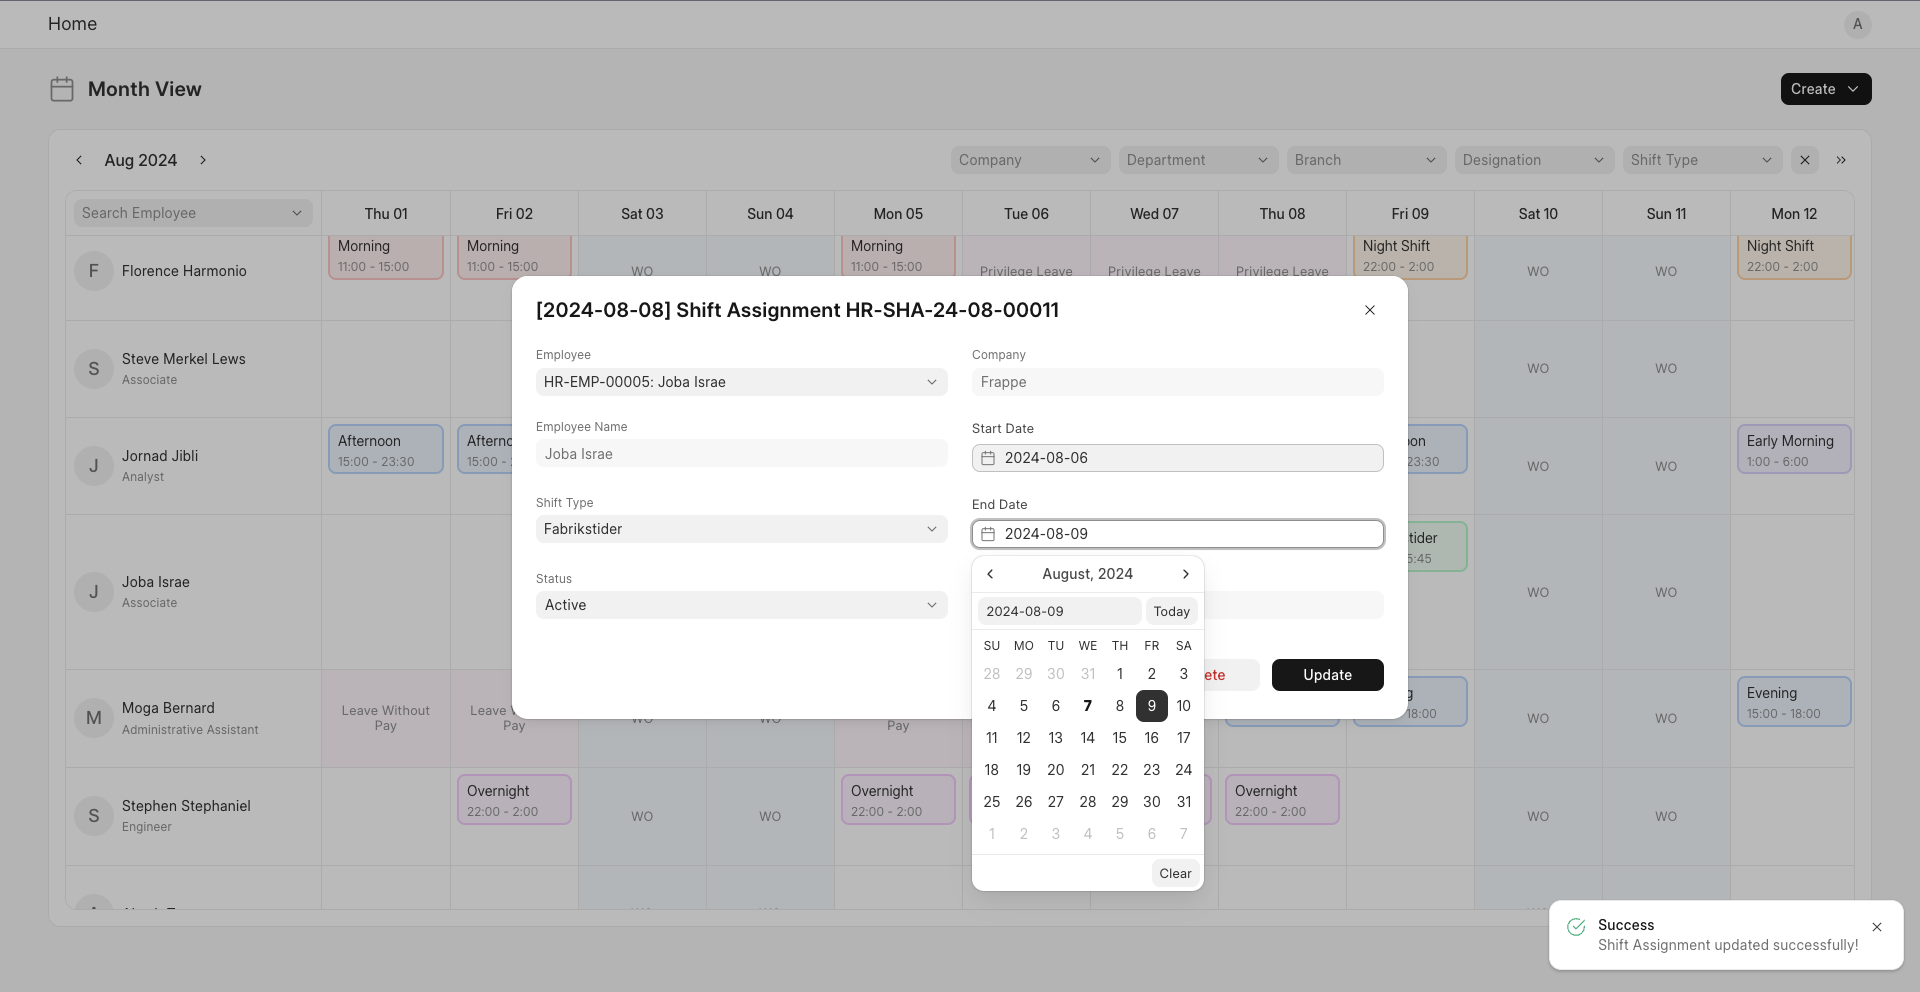 Home
A
Month View
Create
Aug 2024
Company
Department
Branch
Designation
Shift Type
Search Employee
Thu 01
Fri 02
Sat 03
Sun 04
Mon 05
Tue 06
Wed 07
Thu 08
Fri 09
Sat 10
Sun 11
Mon 12
F
Florence Harmonio
Morning
11:00 - 15:00
Morning
11:00 - 15:00
WO
WO
Morning
11:00 - 15:00
Privilege Leave
Privilege Leave
Privilege Leave
Night Shift
22:00 - 2:00
WO
WO
Night Shift
22:00 - 2:00
S
Steve Merkel Lews
Associate
WO
WO
J
Jornad Jibli
Analyst
Afternoon
15:00 - 23:30
Afterno
15:00 -
oon
23:30
WO
WO
Early Morning
1:00 - 6:00
J
Joba Israe
Associate
tider
5:45
WO
WO
M
Moga Bernard
Administrative Assistant
Leave Without
Pay
Leave
Pay
WO
WO
Pay
18:00
WO
WO
Evening
15:00 - 18:00
S
Stephen Stephaniel
Engineer
Overnight
22:00 - 2:00
WO
WO
Overnight
22:00 - 2:00
Overnight
22:00 - 2:00
WO
WO
[2024-08-08] Shift Assignment HR-SHA-24-08-00011
Employee
HR-EMP-00005: Joba Israe
Company
Frappe
Employee Name
Joba Israe
Start Date
2024-08-06
Shift Type
Fabrikstider
End Date
2024-08-09
Status
Active
August, 2024
2024-08-09
Today
SU MO TU WE TH FR SA
28 29 30 31 1 2 3
4 5 6 7 8 9 10
11 12 13 14 15 16 17
18 19 20 21 22 23 24
25 26 27 28 29 30 31
1 2 3 4 5 6 7
Clear
ete
Update
Success
Shift Assignment updated successfully!